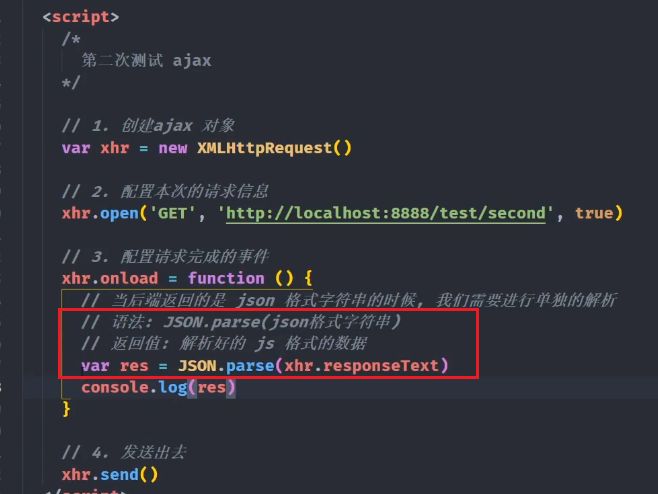 <script>
/*
第二次测试 ajax
*/
// 1. 创建ajax 对象
var xhr = new XMLHttpRequest()
// 2. 配置本次的请求信息
xhr.open('GET', 'http://localhost:8888/test/second', true)
// 3. 配置请求完成的事件
xhr.onload = function () {
// 当后端返回的是 json 格式字符串的时候, 我们需要进行单独的解析
// 语法: JSON.parse(json格式字符串)
// 返回值: 解析好的 js 格式的数据
var res = JSON.parse(xhr.responseText)
console.log(res)
}
// 4. 发送出去
xhr.send()
</script>